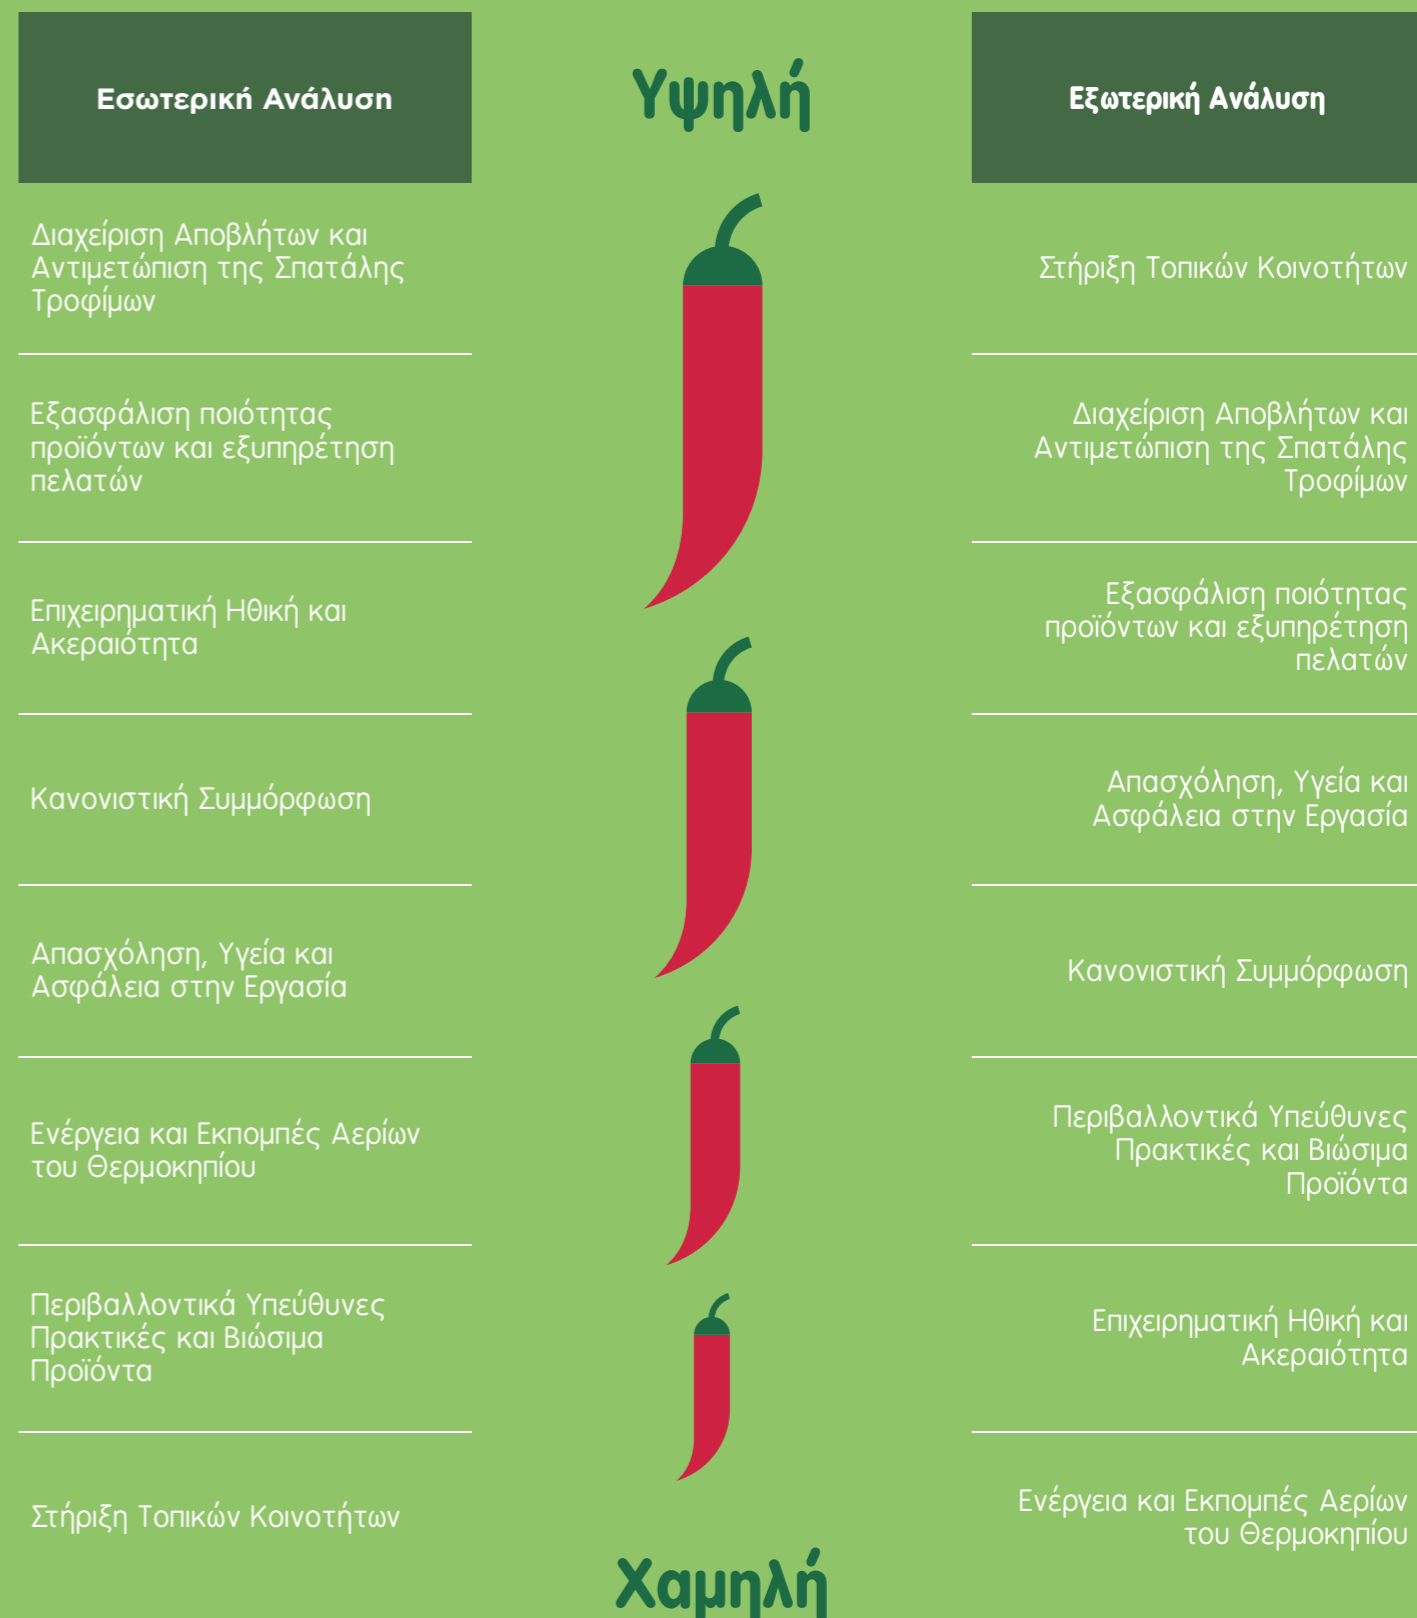 Εσωτερική Ανάλυση
Υψηλή
Εξωτερική Ανάλυση
Διαχείριση Αποβλήτων και
Αντιμετώπιση της Σπατάλης
Τροφίμων
Στήριξη Τοπικών Κοινοτήτων
Εξασφάλιση ποιότητας
προϊόντων και εξυπηρέτηση
πελατών
Διαχείριση Αποβλήτων και
Αντιμετώπιση της Σπατάλης
Τροφίμων
Επιχειρηματική Ηθική και
Ακεραιότητα
Εξασφάλιση ποιότητας
προϊόντων και εξυπηρέτηση
πελατών
Κανονιστική Συμμόρφωση
Απασχόληση, Υγεία και
Ασφάλεια στην Εργασία
Απασχόληση, Υγεία και
Ασφάλεια στην Εργασία
Κανονιστική Συμμόρφωση
Ενέργεια και Εκπομπές Αερίων
του Θερμοκηπίου
Περιβαλλοντικά Υπεύθυνες
Πρακτικές και Βιώσιμα
Προϊόντα
Περιβαλλοντικά Υπεύθυνες
Πρακτικές και Βιώσιμα
Προϊόντα
Επιχειρηματική Ηθική και
Ακεραιότητα
Στήριξη Τοπικών Κοινοτήτων
Ενέργεια και Εκπομπές Αερίων
του Θερμοκηπίου
Χαμηλή